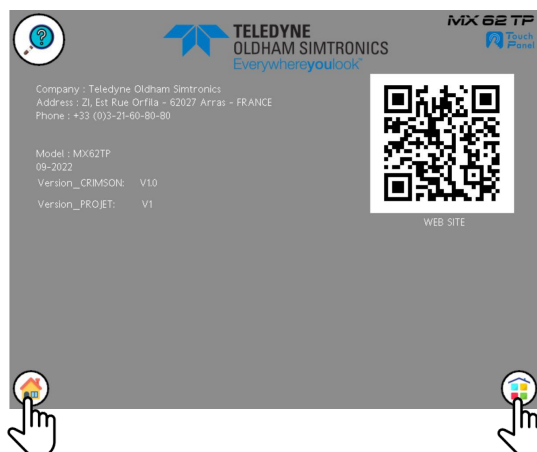 TELEDYNE
OLDHAM SIMTRONICS
Everywhereyoulook™
MX 62 TP
Touch
Panel
Company : Teledyne Oldham Simtronics
Address : ZI, Est Rue Orfila - 62027 Arras - FRANCE
Phone : +33 (0)3-21-60-80-80
Model : MX62TP
09-2022
Version_CRIMSON: V1.0
Version_PROJET: V1
WEB SITE